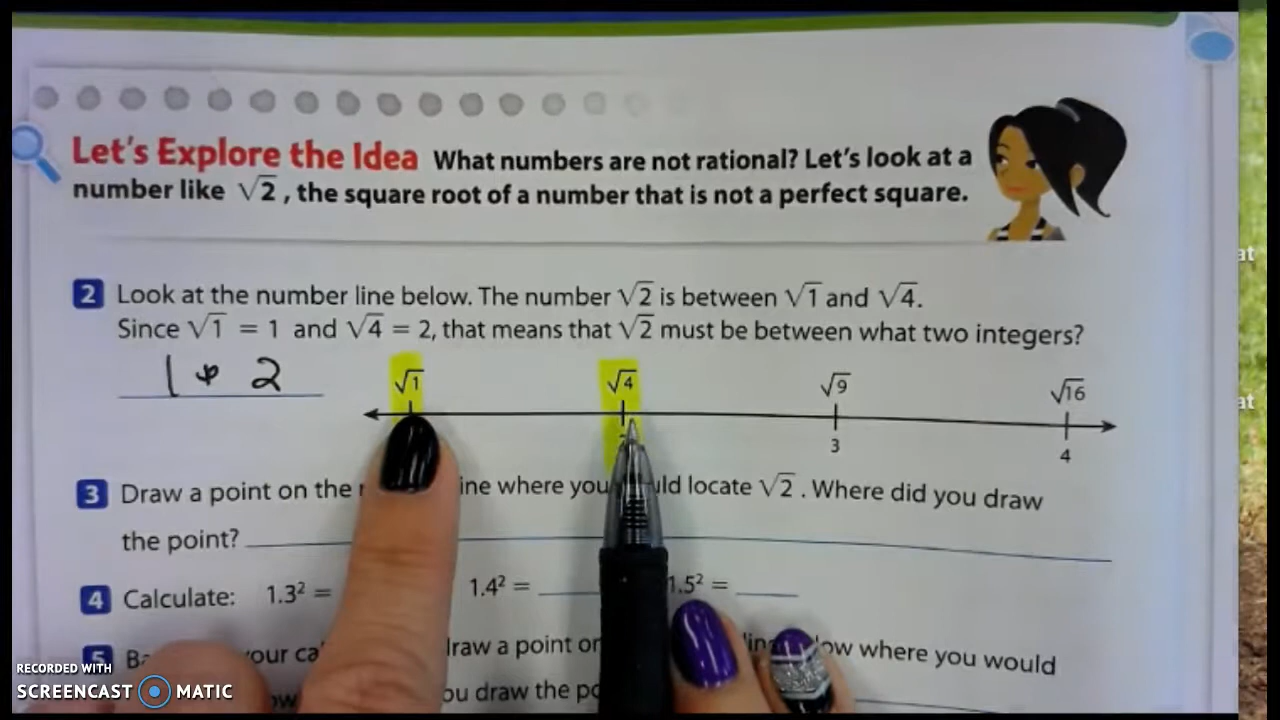 Let's Explore the Idea What numbers are not rational? Let's look at a
number like √2, the square root of a number that is not a perfect square.
2 Look at the number line below. The number √2 is between √1 and √4.
Since √1 = 1 and √4 = 2, that means that √2 must be between what two integers?
1 & 2
√1 √4 √9 √16
3 4
3 Draw a point on the ine where you ld locate √2. Where did you draw
the point?
4 Calculate: 1.3² = 1.4² = 1.5² =
5 our ca draw a point on ow where you would
ou draw the po
at
at
RECORDED WITH
SCREENCAST MATIC